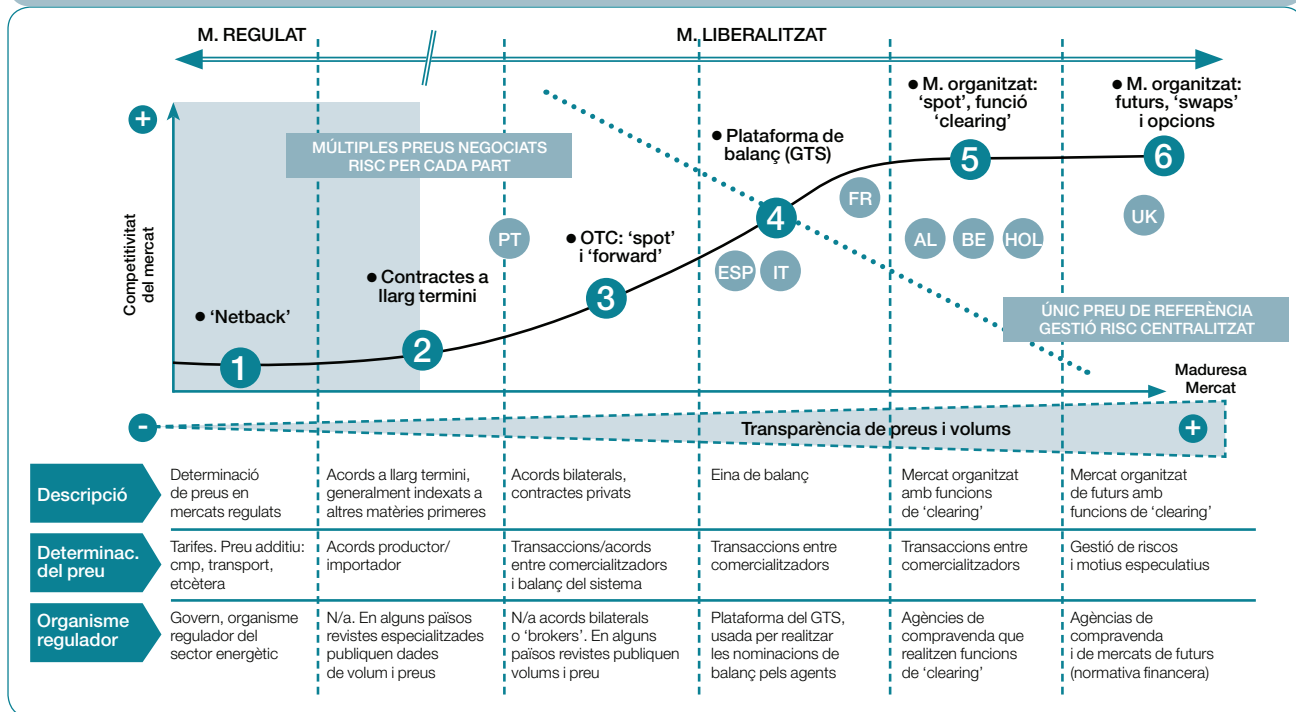 M. REGULAT
M. LIBERALITZAT
+
Competitivitat
del mercat
MÚLTIPLES PREUS NEGOCIATS
RISC PER CADA PART
● M. organitzat:
‘spot’, funció
‘clearing’
● M. organitzat:
futurs, ‘swaps’
i opcions
● Plataforma de
balanç (GTS)
5
6
FR
4
UK
PT
AL
BE
HOL
● OTC: ‘spot’
i ‘forward’
ESP
IT
● Contractes a
llarg termini
3
ÚNIC PREU DE REFERÈNCIA
GESTIÓ RISC CENTRALITZAT
● ‘Netback’
2
1
Maduresa
Mercat
-
Transparència de preus i volums
+
Descripció
Determinació
de preus en
mercats regulats
Acords a llarg termini,
generalment indexats a
altres matèries primeres
Acords bilaterals,
contractes privats
Eina de balanç
Mercat organitzat
amb funcions
de ‘clearing’
Mercat organitzat
de futurs amb
funcions de ‘clearing’
Determinac.
del preu
Tarifes. Preu additiu:
cmp, transport,
etcètera
Acords productor/
importador
Transaccions/acords
entre comercialitzadors
i balanç del sistema
Transaccions entre
comercialitzadors
Transaccions entre
comercialitzadors
Gestió de riscos
i motius especulatius
Organisme
regulador
Govern, organisme
regulador del
sector energètic
N/a. En alguns països
revistes especialitzades
publiquen dades
de volum i preus
N/a acords bilaterals
o ‘brokers’. En alguns
països revistes publiquen
volums i preu
Plataforma del GTS,
usada per realitzar
les nominacions de
balanç pels agents
Agències de
compravenda que
realitzen funcions
de ‘clearing’
Agències de
compravenda
i de mercats de futurs
(normativa financera)